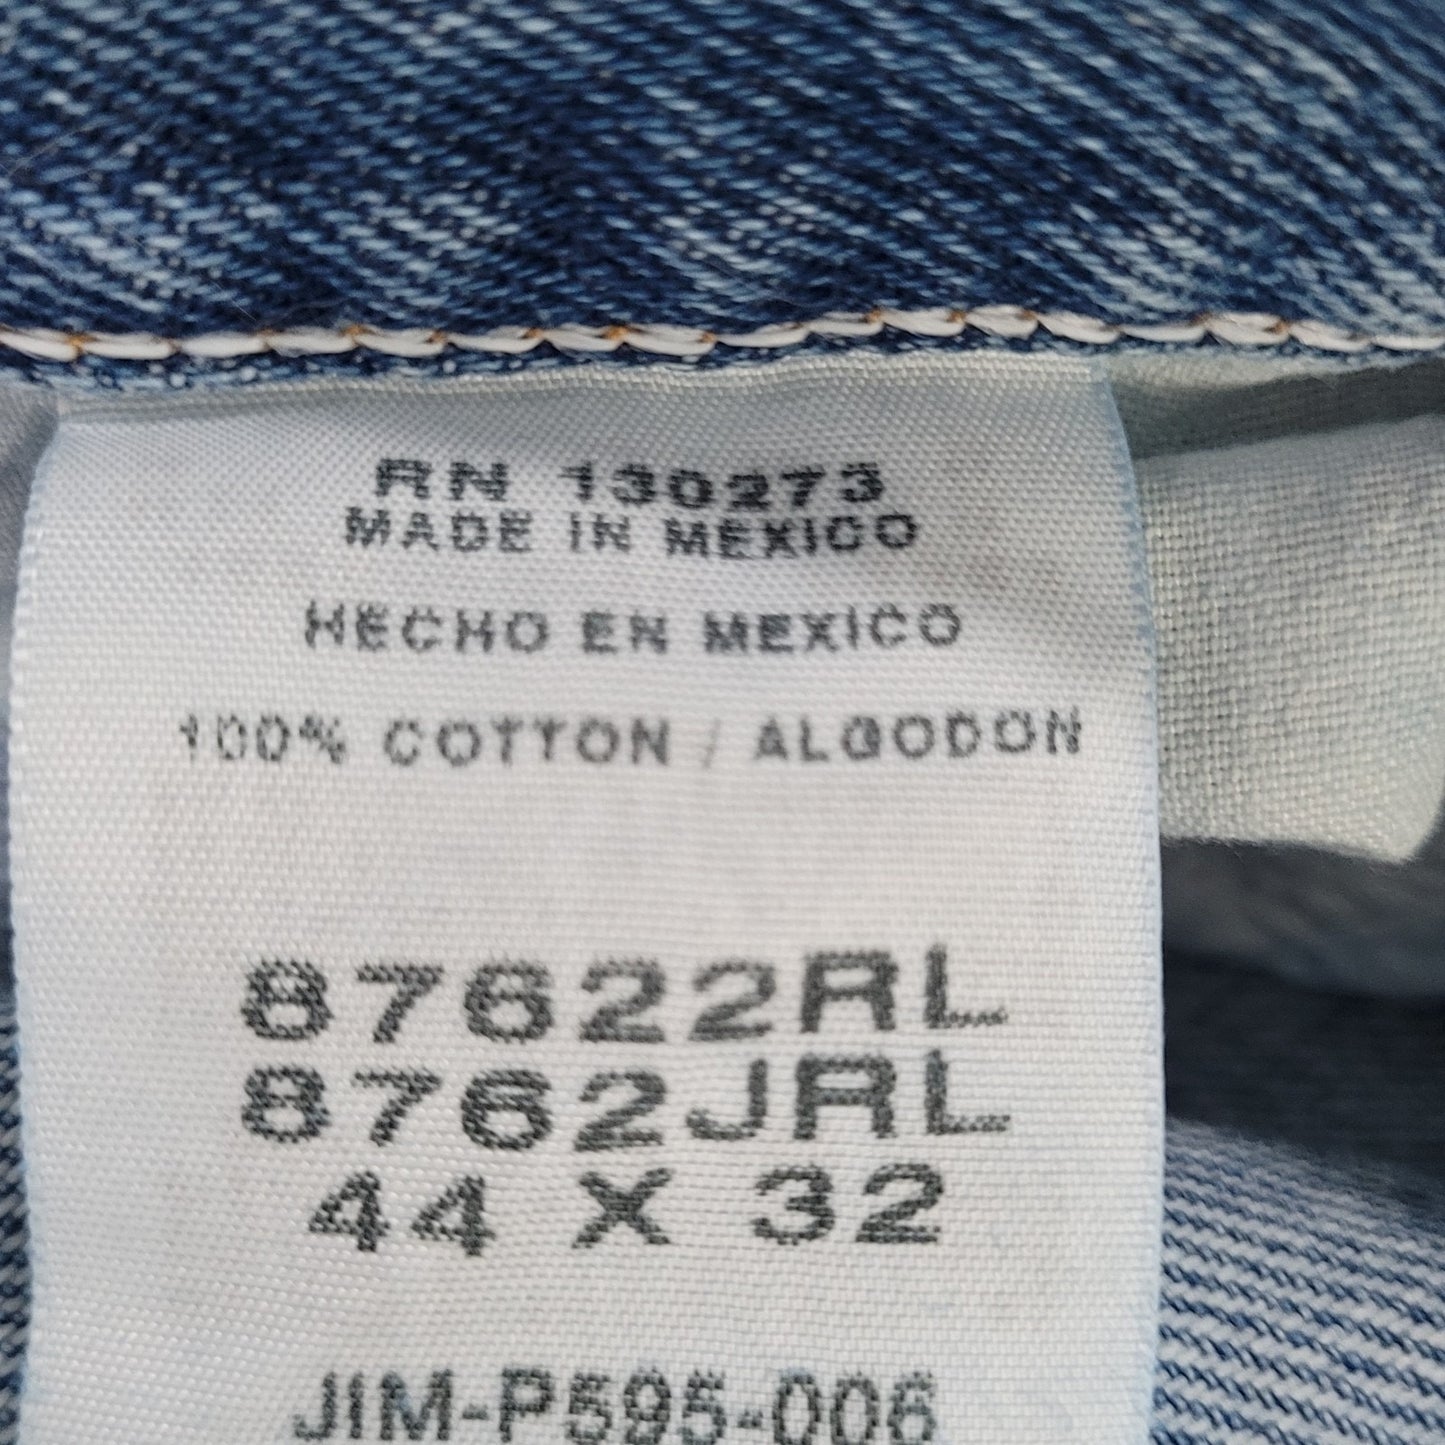 RN 130273
MADE IN MEXICO
HECHO EN MEXICO
100% COTTON / ALGODON
87622RL
8762JRL
44 X 32
JIM-P595-006